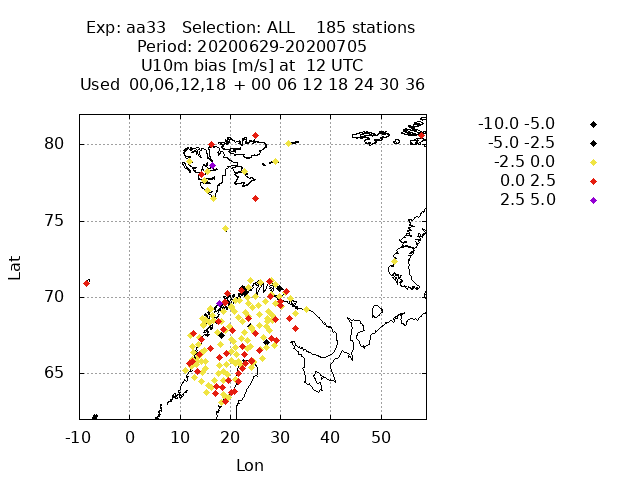 Exp: aa33 Selection: ALL 185 stations
Period: 20200629-20200705
U10m bias [m/s] at 12 UTC
Used 00,06,12,18 + 00 06 12 18 24 30 36
-10.0 -5.0
-5.0 -2.5
-2.5 0.0
0.0 2.5
2.5 5.0
80
75
70
65
Lat
-10 0 10 20 30 40 50
Lon